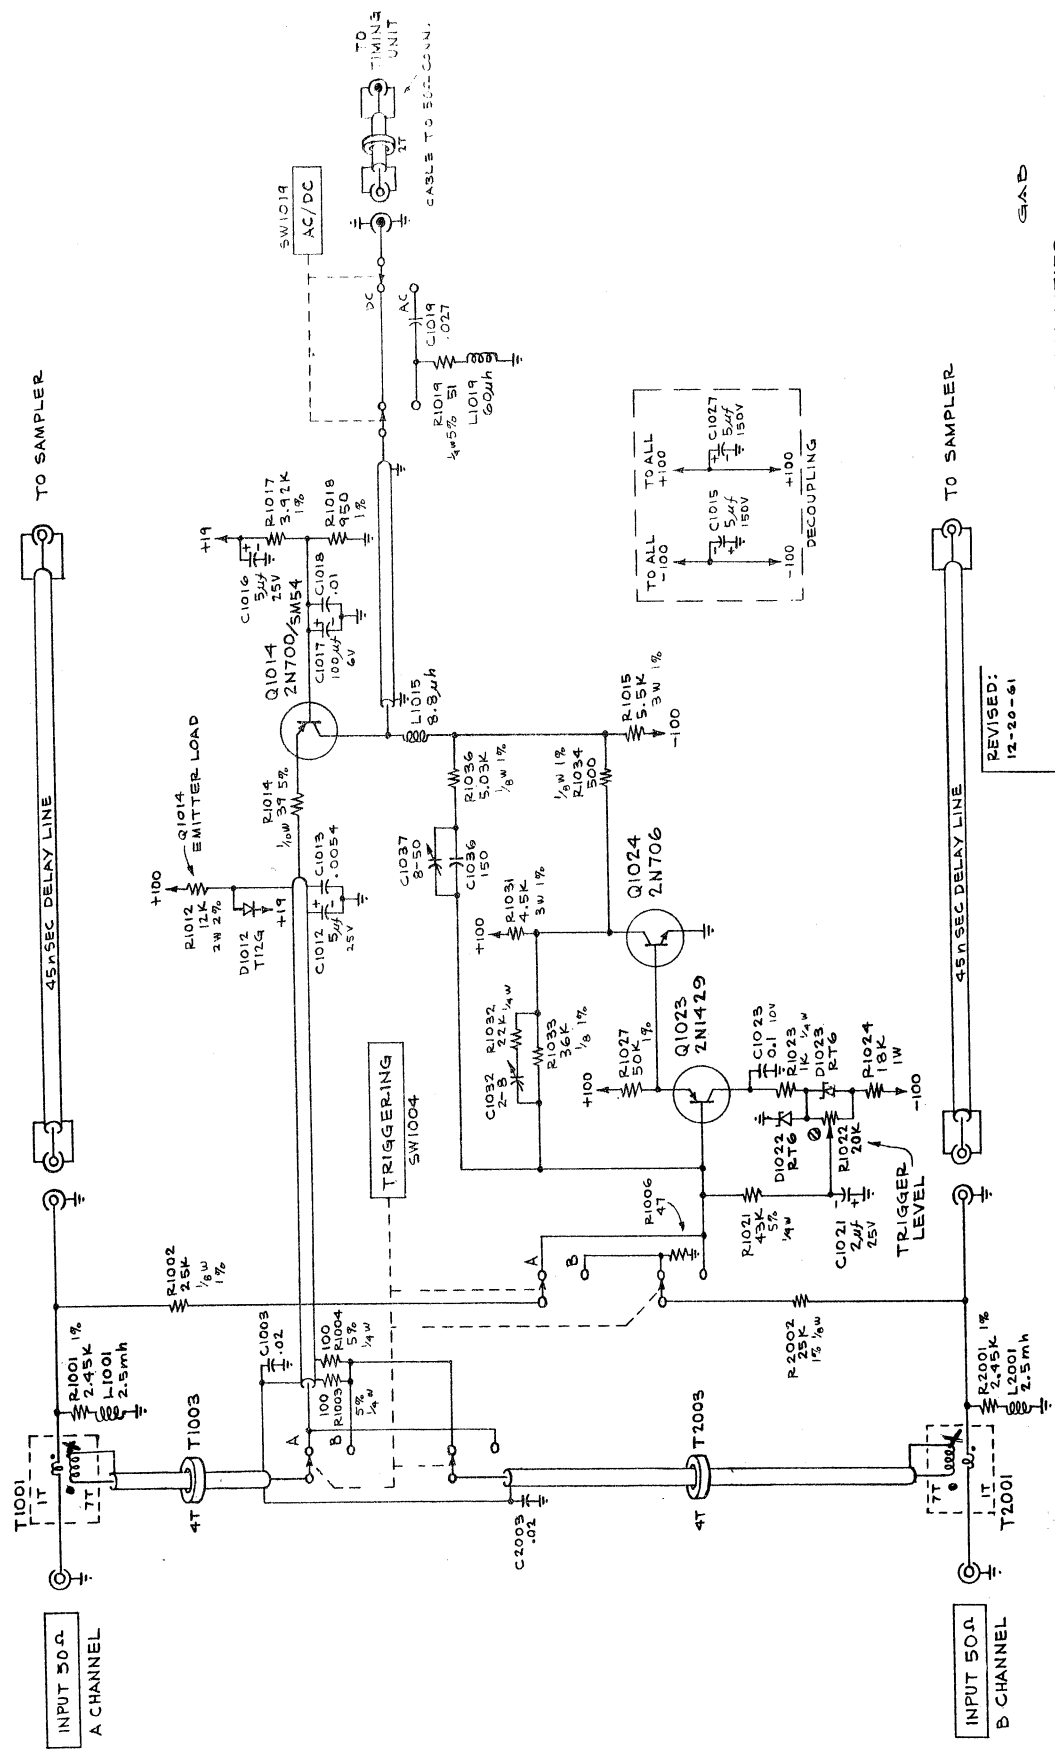 INPUT 50Ω
A CHANNEL
T1001
1T
7T
R1001 1%
2.45K
L1001
2.5mh
4T
T1003
R1002
25K
⅛W
1%
45nSEC DELAY LINE
TO SAMPLER
C1003
.02
100
R1003
5%
¼W
100
R1004
5%
¼W
A
B
TRIGGERING
SW1004
+100
R1012
12K
2W 2%
Q1014
EMITTER LOAD
D1012
T12G
+19
C1012
5µf
25V
C1013
.0054
R1014
⅒W 39 5%
Q1014
2N700/SM54
+19
C1016
5µf
25V
R1017
3.92K
1%
C1017
100µf
6V
C1018
.01
R1018
950
1%
L1015
8.8µh
SW1019
AC/DC
DC
AC
C1019
.027
R1019
¼W 5% 51
L1019
60µh
2T
TO
TIMING
UNIT
CABLE TO 50Ω CONN.
C1037
8-50
C1036
150
R1036
5.03K
⅛W 1%
C1032
2-8
R1032
22K ¼W
R1033
36K
⅛ 1%
+100
R1031
4.5K
3W 1%
⅛W 1%
R1034
500
R1015
5.5K
3W 1%
-100
Q1024
2N706
+100
R1027
50K
1%
Q1023
2N1429
C1023
0.1 10V
R1023
1K ¼W
D1023
RT6
R1024
18K
1W
-100
D1022
RT6
R1022
20K
TRIGGER
LEVEL
R1021
43K
5%
¼W
C1021
2µf
25V
R1006
47
A
B
TO ALL
-100
C1015
5µf
150V
-100
TO ALL
+100
C1027
5µf
150V
+100
DECOUPLING
C2003
.02
4T
T2003
R2002
25K
1% ⅛W
R2001 1%
2.45K
L2001
2.5mh
7T
1T
T2001
INPUT 50Ω
B CHANNEL
45nSEC DELAY LINE
TO SAMPLER
REVISED:
12-20-61
GAB